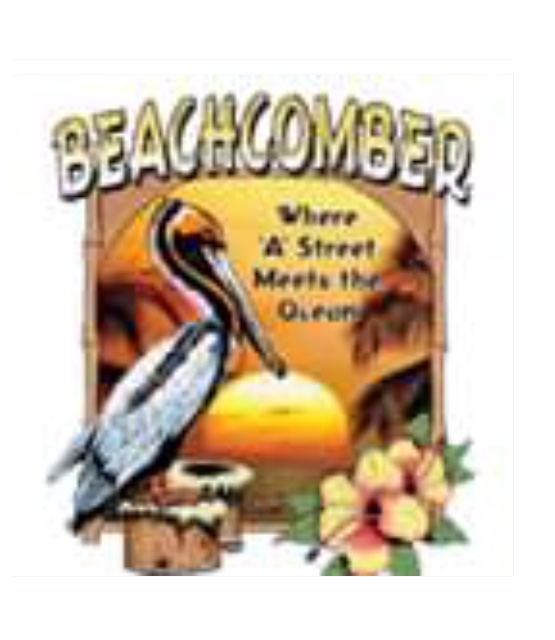 BEACHCOMBER
Where
'A' Street
Meets the
Ocean